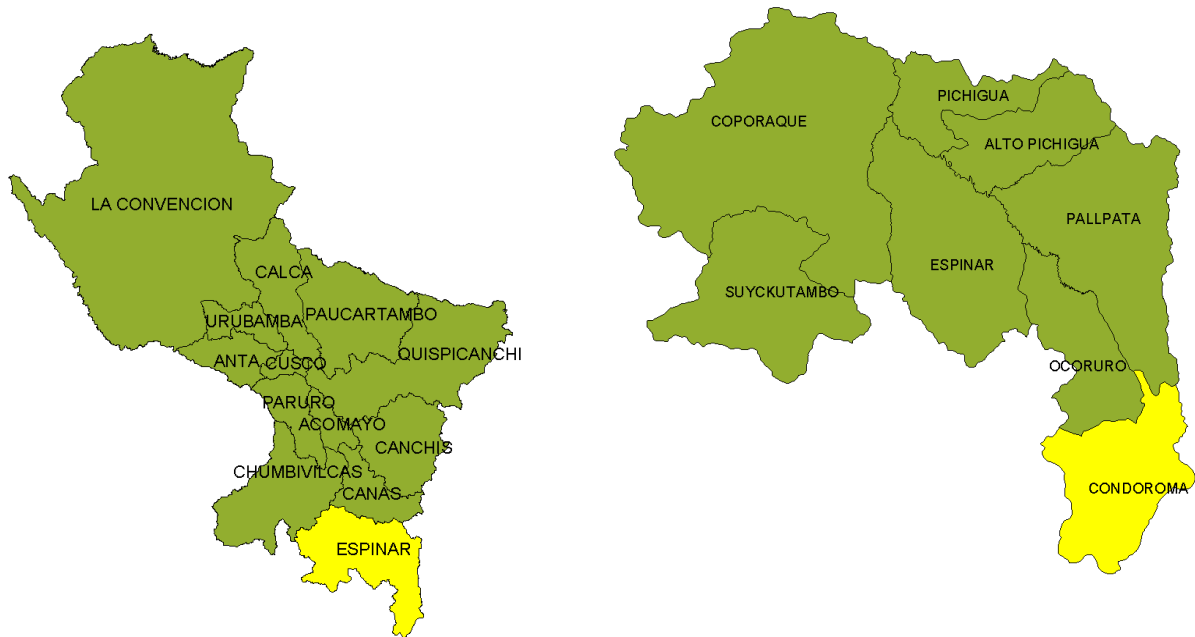 LA CONVENCION
CALCA
PAUCARTAMBO
URUBAMBA
QUISPICANCHI
ANTA
CUSCO
PARURO
ACOMAYO
CANCHIS
CHUMBIVILCAS
CANAS
ESPINAR
PICHIGUA
COPORAQUE
ALTO PICHIGUA
PALLPATA
ESPINAR
SUYCKUTAMBO
OCORURO
CONDOROMA